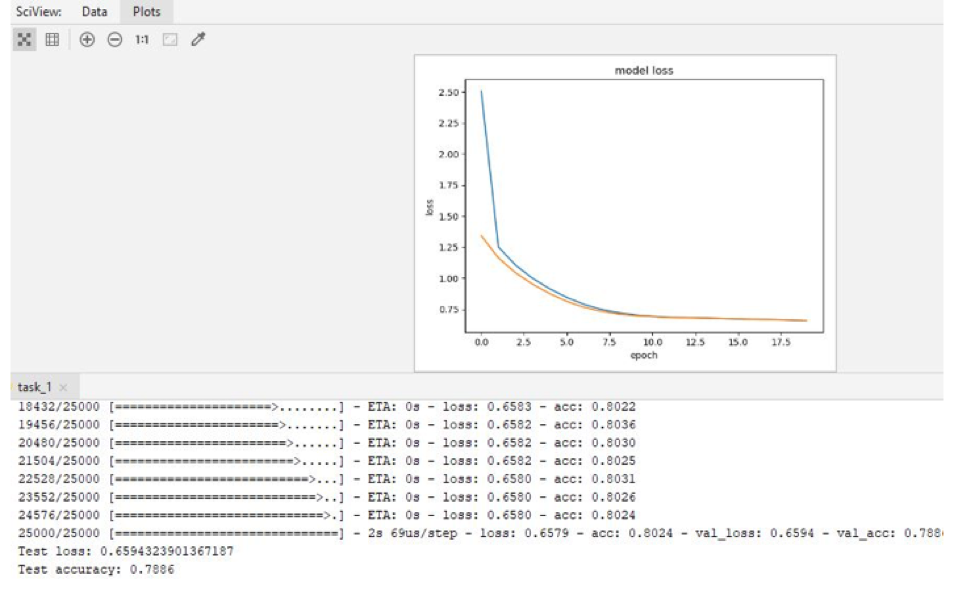 SciView: Data Plots
1:1
model loss
2.50
2.25
2.00
1.75
1.50
1.25
1.00
0.75
loss
0.0 2.5 5.0 7.5 10.0 12.5 15.0 17.5
epoch
task_1 ×
18432/25000 [======================>........] - ETA: 0s - loss: 0.6583 - acc: 0.8022
19456/25000 [=======================>.......] - ETA: 0s - loss: 0.6582 - acc: 0.8036
20480/25000 [========================>......] - ETA: 0s - loss: 0.6582 - acc: 0.8030
21504/25000 [=========================>.....] - ETA: 0s - loss: 0.6582 - acc: 0.8025
22528/25000 [==========================>...] - ETA: 0s - loss: 0.6580 - acc: 0.8031
23552/25000 [===========================>..] - ETA: 0s - loss: 0.6580 - acc: 0.8026
24576/25000 [============================>.] - ETA: 0s - loss: 0.6580 - acc: 0.8024
25000/25000 [==============================] - 2s 69us/step - loss: 0.6579 - acc: 0.8024 - val_loss: 0.6594 - val_acc: 0.788
Test loss: 0.6594323901367187
Test accuracy: 0.7886